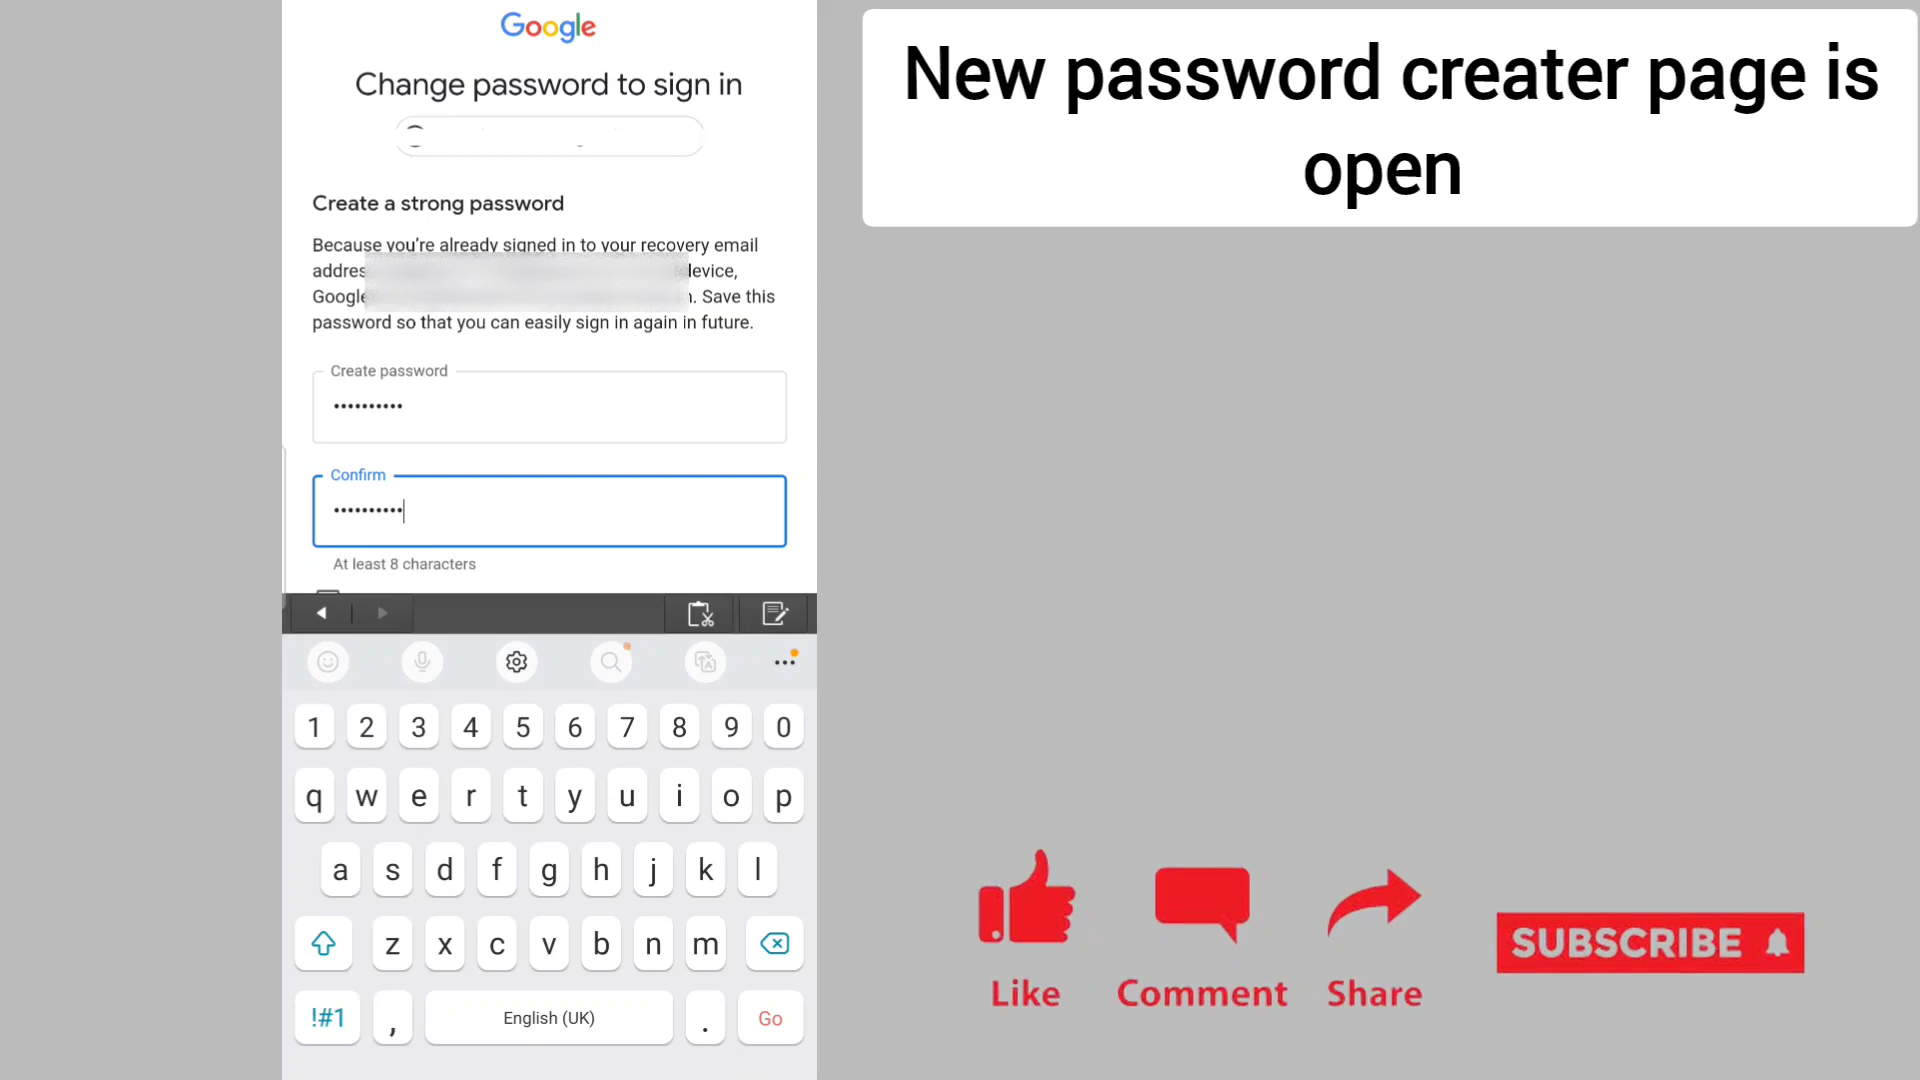 Google
Change password to sign in
Create a strong password
Because you're already signed in to your recovery email
device,
Google
. Save this
password so that you can easily sign in again in future.
Create password
••••••••••
Confirm
••••••••••
At least 8 characters
1 2 3 4 5 6 7 8 9 0
q w e r t y u i o p
a s d f g h j k l
z x c v b n m
!#1 , English (UK) . Go
New password creater page is
open
Like Comment Share
SUBSCRIBE